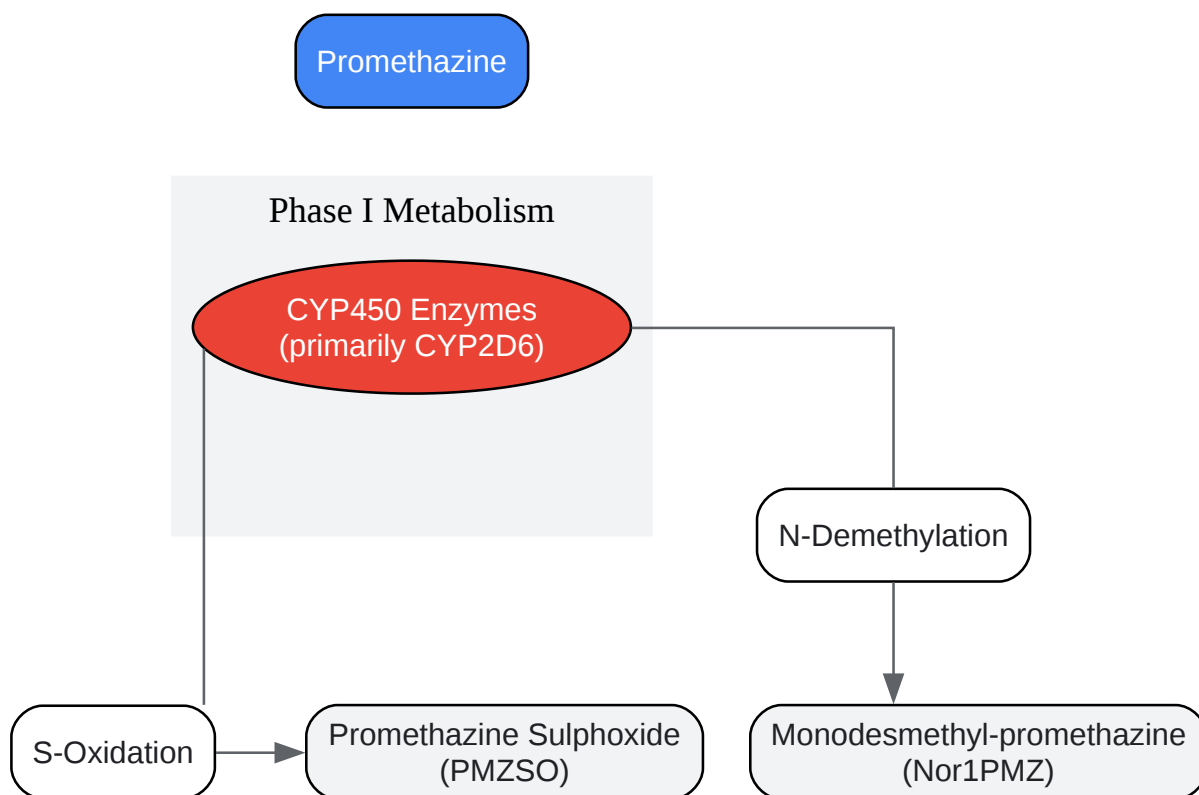 Promethazine
Phase I Metabolism
CYP450 Enzymes
(primarily CYP2D6)
N-Demethylation
S-Oxidation
Promethazine Sulphoxide
(PMZSO)
Monodesmethyl-promethazine
(Nor1PMZ)